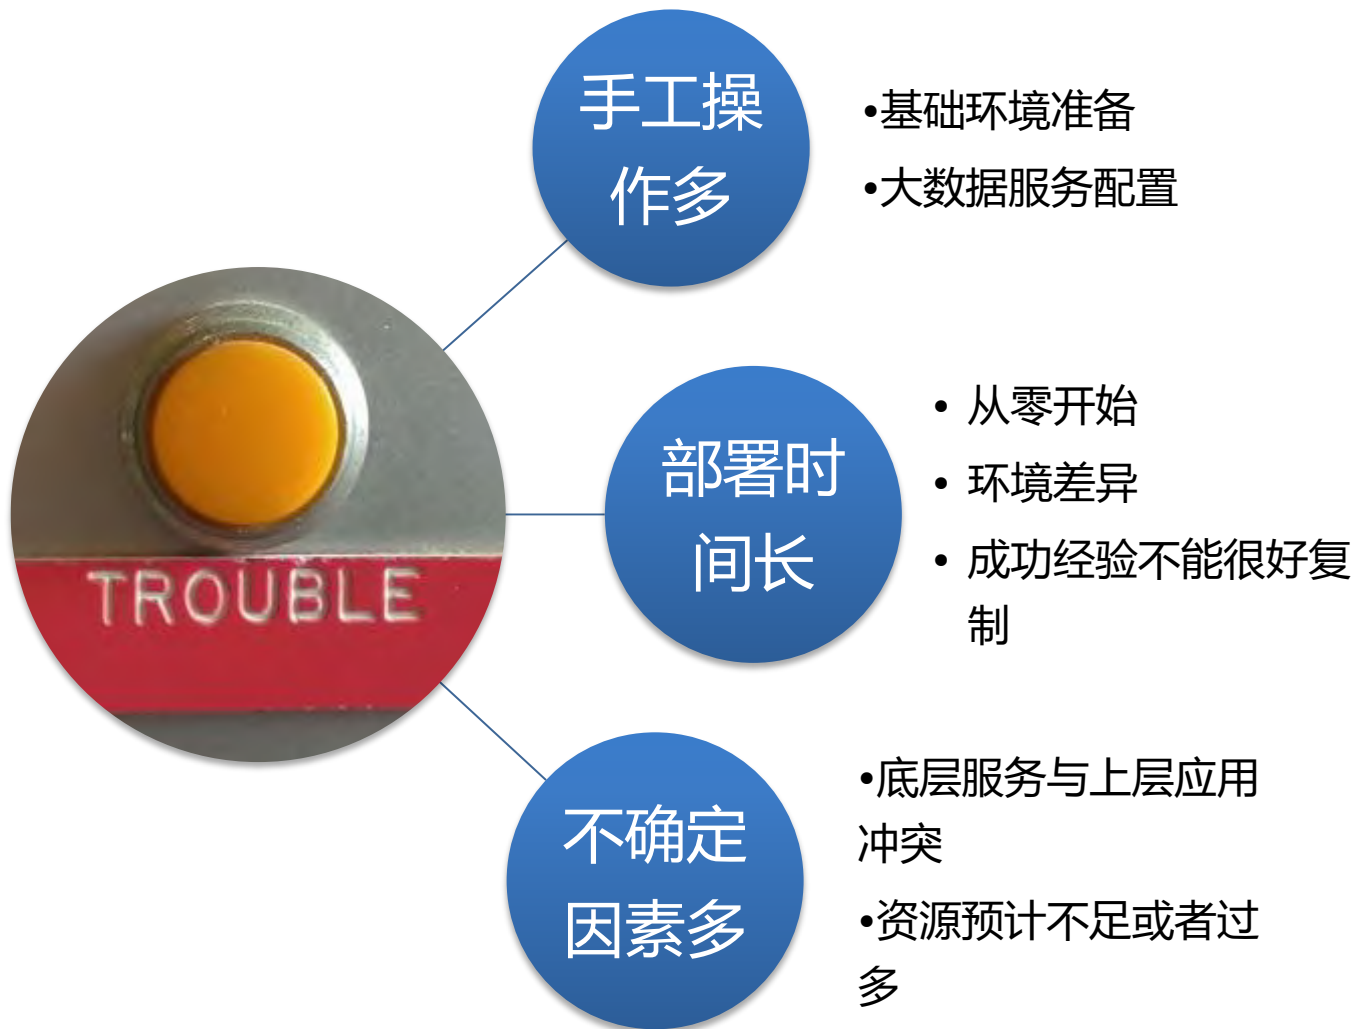 手工操
作多
•基础环境准备
•大数据服务配置
TROUBLE
部署时
间长
• 从零开始
• 环境差异
• 成功经验不能很好复
制
不确定
因素多
•底层服务与上层应用
冲突
•资源预计不足或者过
多